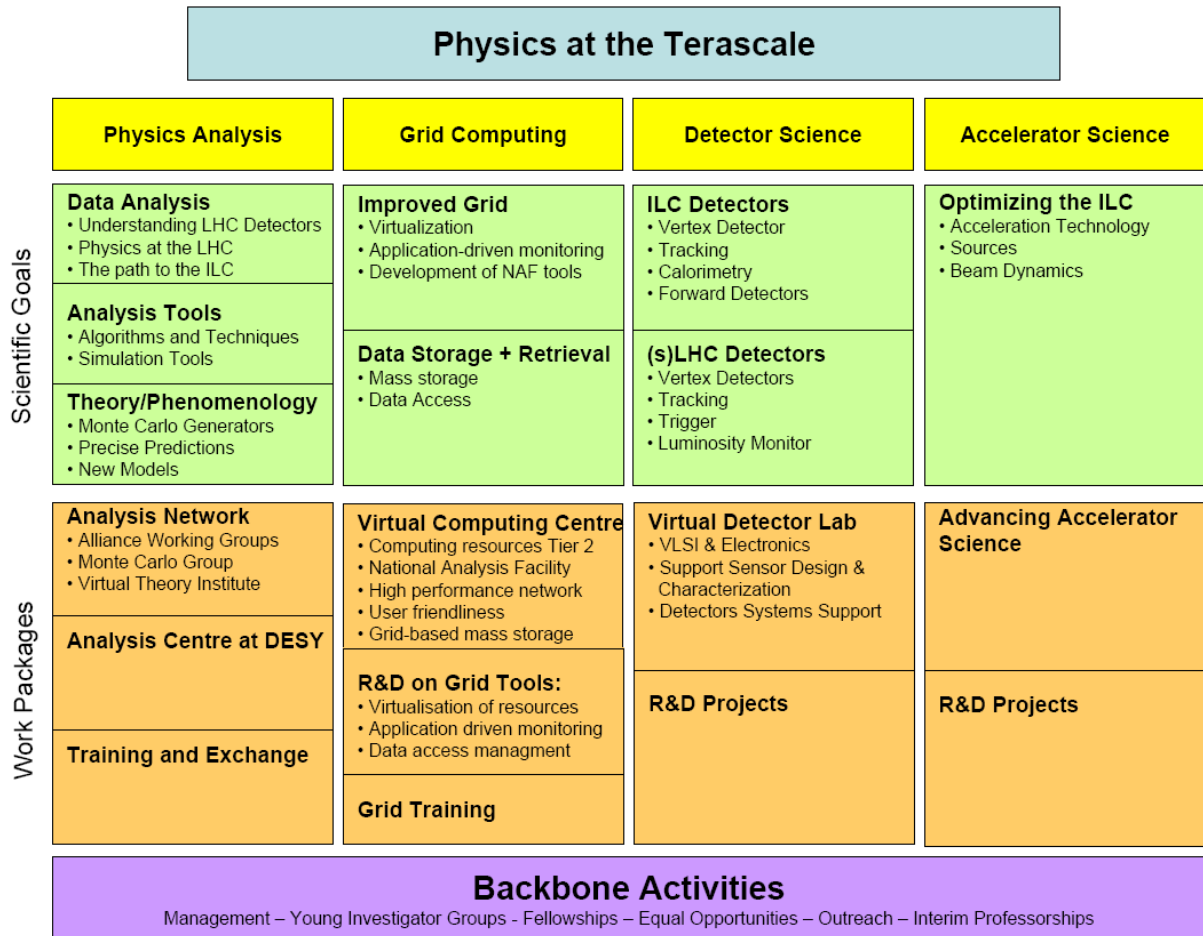 Physics at the Terascale
Physics Analysis
Grid Computing
Detector Science
Accelerator Science
Scientific Goals
Data Analysis
• Understanding LHC Detectors
• Physics at the LHC
• The path to the ILC
Analysis Tools
• Algorithms and Techniques
• Simulation Tools
Theory/Phenomenology
• Monte Carlo Generators
• Precise Predictions
• New Models
Improved Grid
• Virtualization
• Application-driven monitoring
• Development of NAF tools
Data Storage + Retrieval
• Mass storage
• Data Access
ILC Detectors
• Vertex Detector
• Tracking
• Calorimetry
• Forward Detectors
(s)LHC Detectors
• Vertex Detectors
• Tracking
• Trigger
• Luminosity Monitor
Optimizing the ILC
• Acceleration Technology
• Sources
• Beam Dynamics
Work Packages
Analysis Network
• Alliance Working Groups
• Monte Carlo Group
• Virtual Theory Institute
Analysis Centre at DESY
Training and Exchange
Virtual Computing Centre
• Computing resources Tier 2
• National Analysis Facility
• High performance network
• User friendliness
• Grid-based mass storage
R&D on Grid Tools:
• Virtualisation of resources
• Application driven monitoring
• Data access managment
Grid Training
Virtual Detector Lab
• VLSI & Electronics
• Support Sensor Design &
Characterization
• Detectors Systems Support
R&D Projects
Advancing Accelerator
Science
R&D Projects
Backbone Activities
Management – Young Investigator Groups - Fellowships – Equal Opportunities – Outreach – Interim Professorships